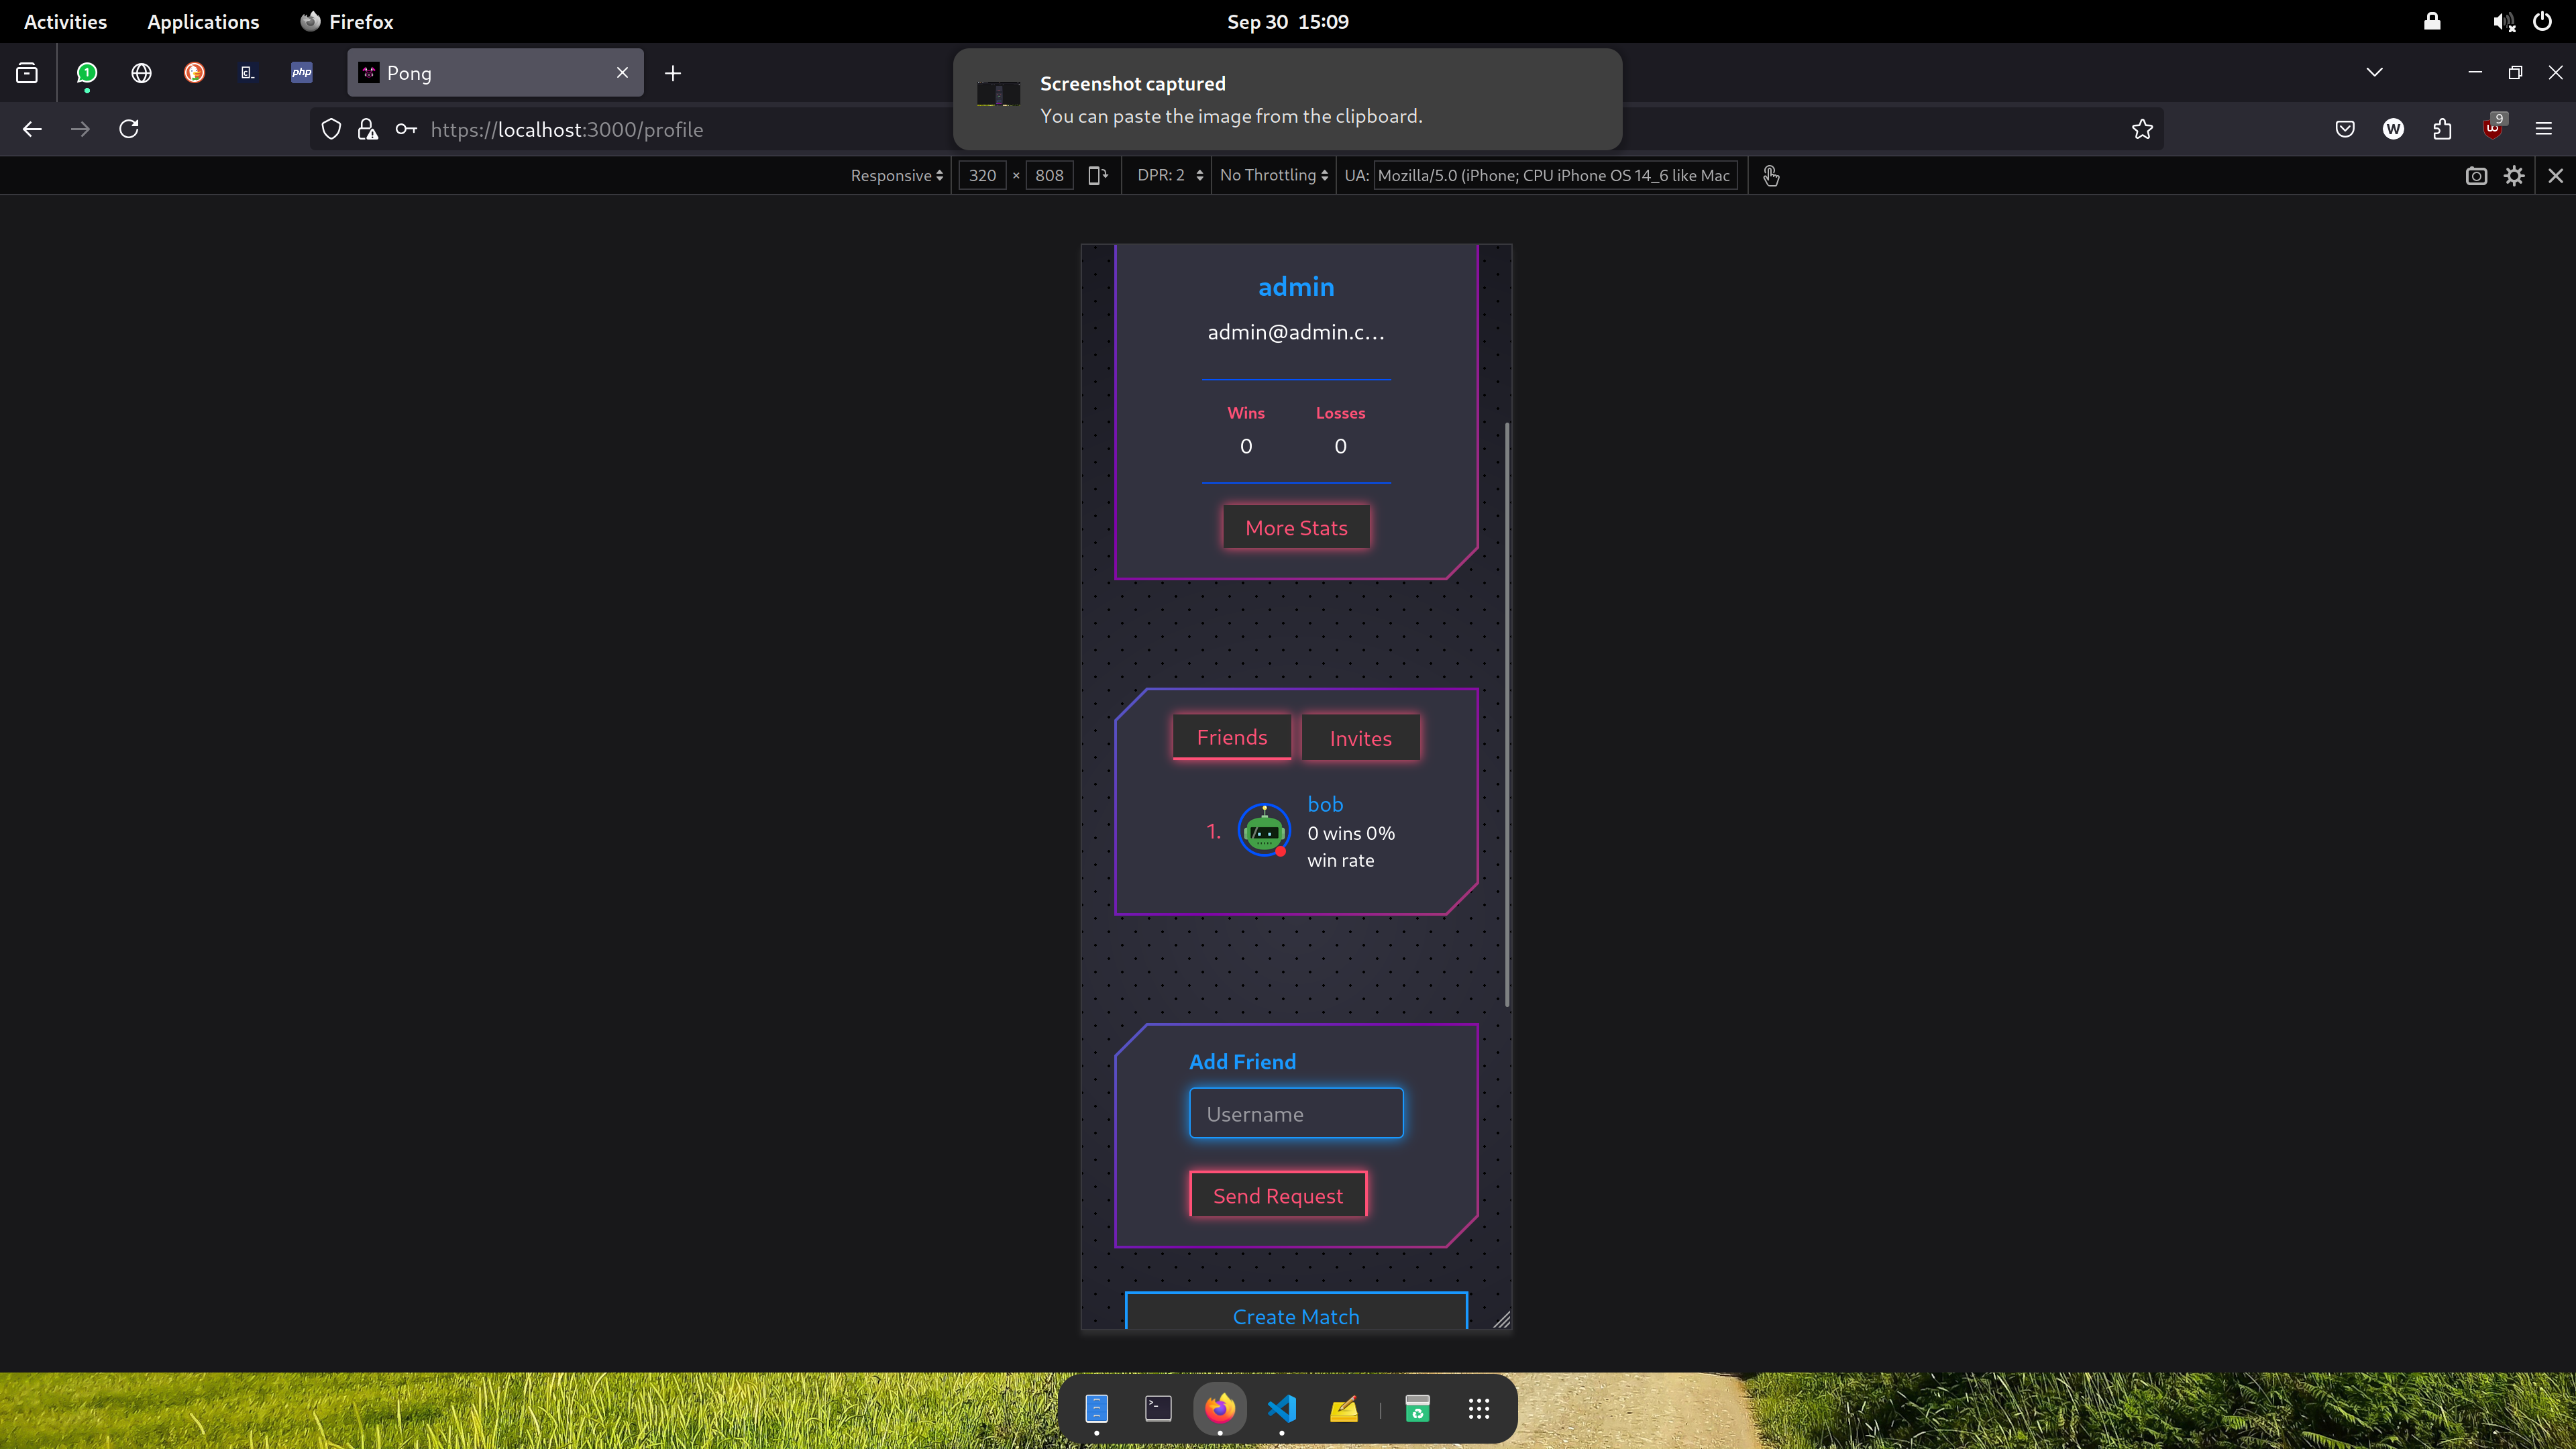 Activities Applications Firefox Sep 30 15:09
1 php Pong
Screenshot captured
You can paste the image from the clipboard.
https://localhost:3000/profile
W 9
Responsive 320 × 808 DPR: 2 No Throttling UA: Mozilla/5.0 (iPhone; CPU iPhone OS 14_6 like Mac
admin
admin@admin.c...
Wins Losses
0 0
More Stats
Friends Invites
1. bob
0 wins 0%
win rate
Add Friend
Username
Send Request
Create Match